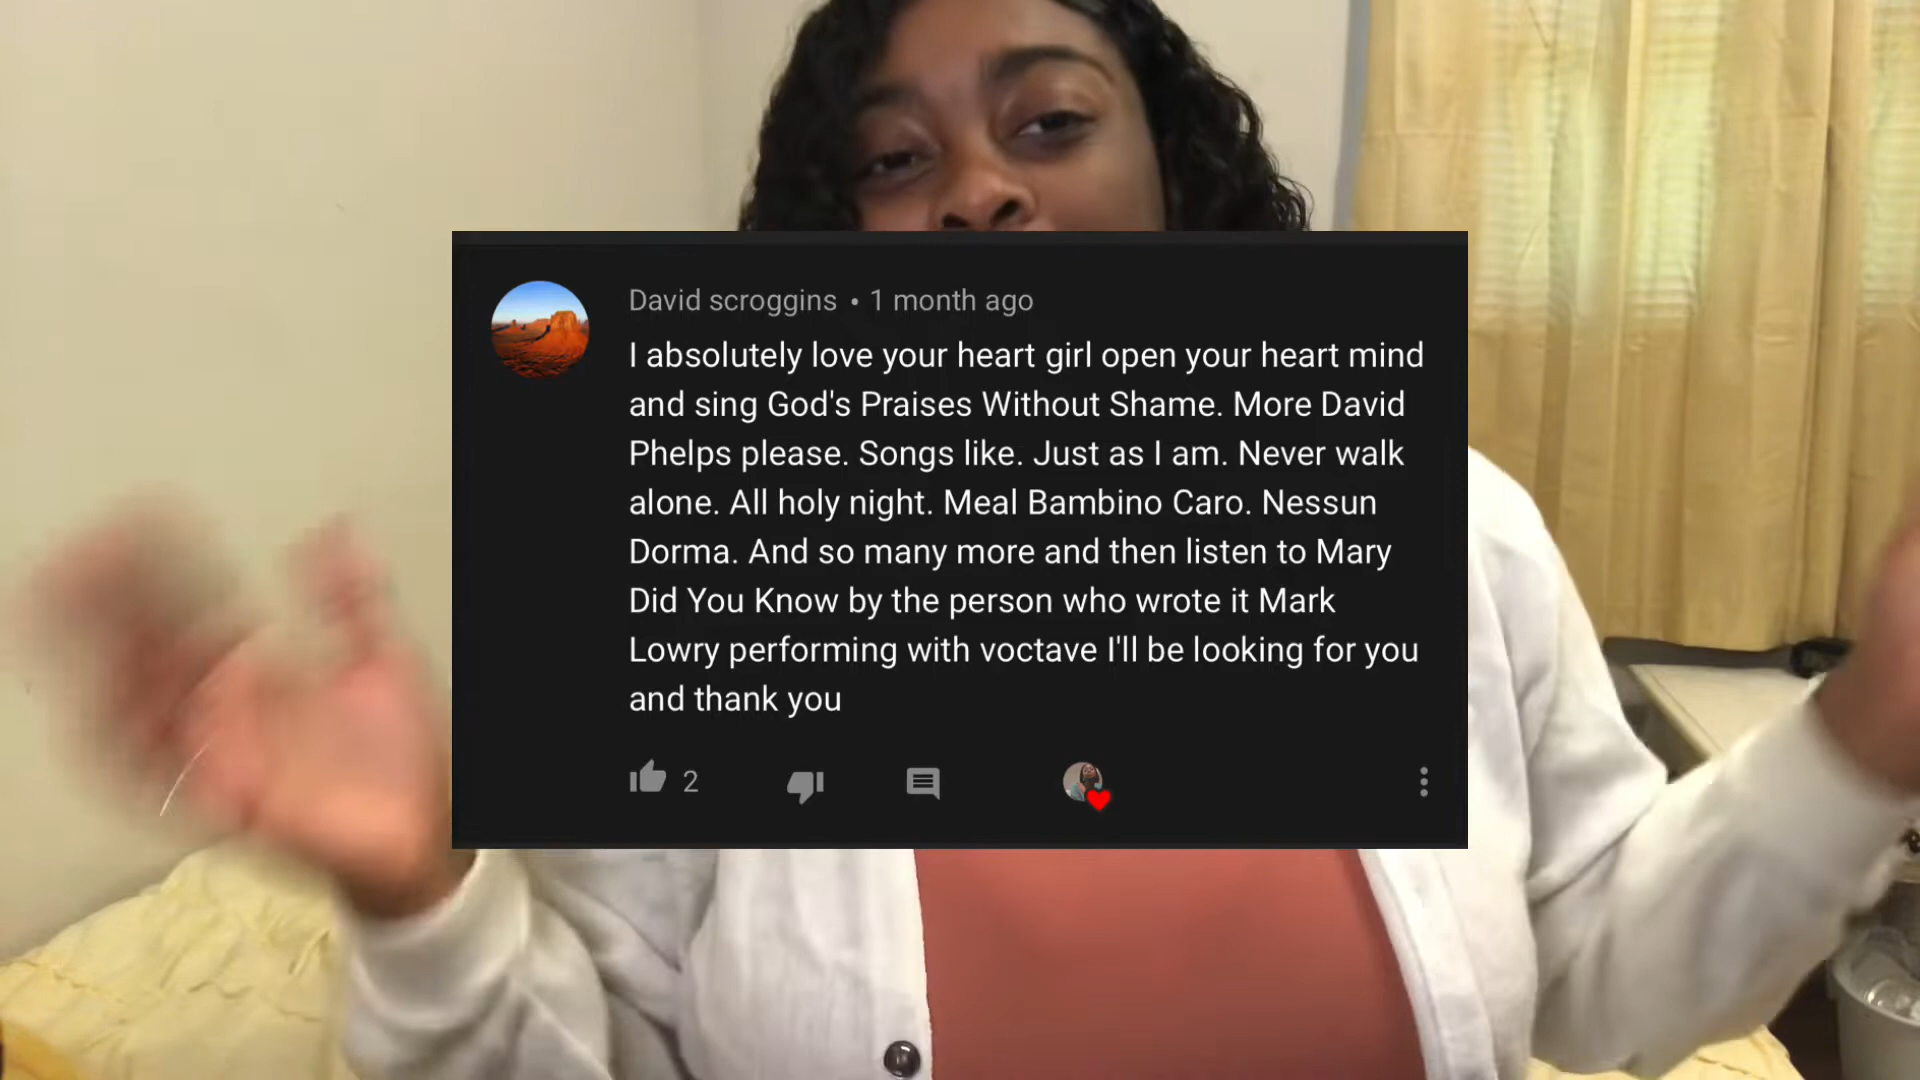 David scroggins • 1 month ago
I absolutely love your heart girl open your heart mind
and sing God's Praises Without Shame. More David
Phelps please. Songs like. Just as I am. Never walk
alone. All holy night. Meal Bambino Caro. Nessun
Dorma. And so many more and then listen to Mary
Did You Know by the person who wrote it Mark
Lowry performing with voctave I'll be looking for you
and thank you
2